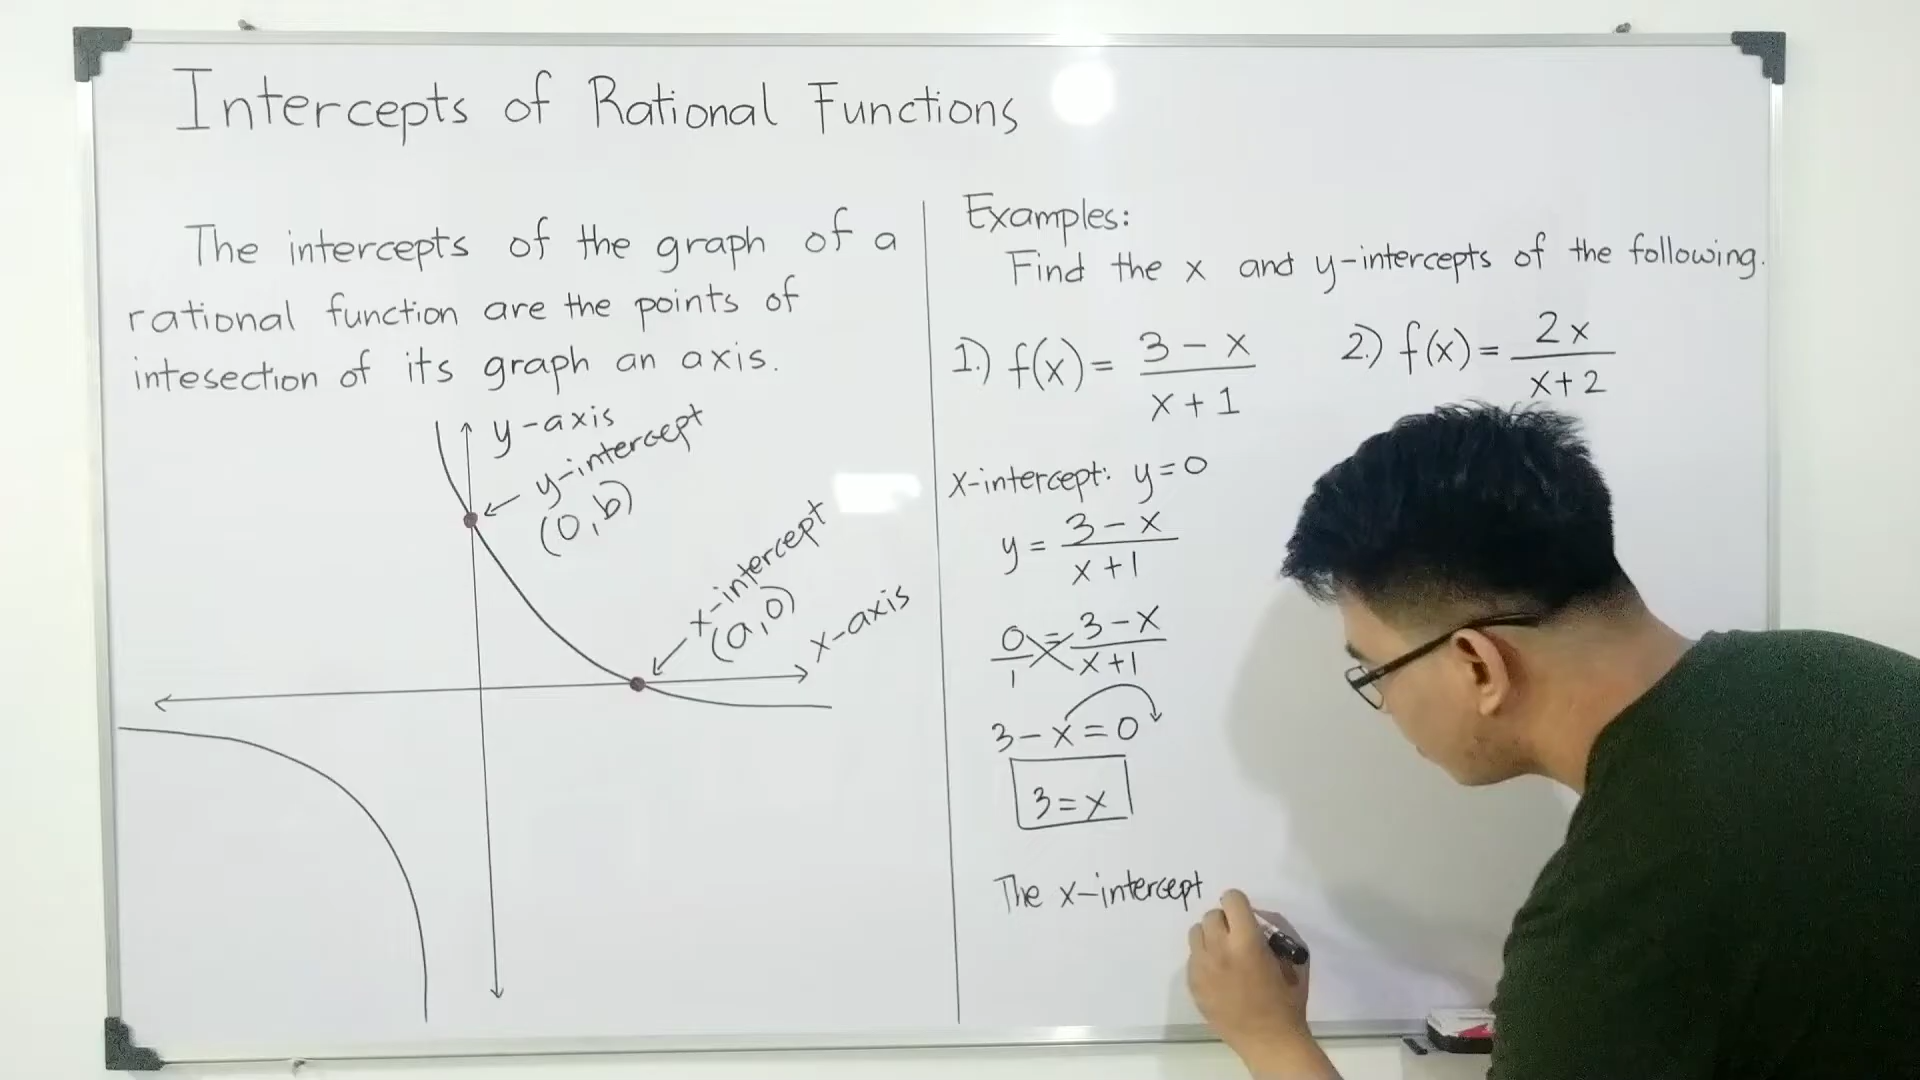 Intercepts of Rational Functions
The intercepts of the graph of a
rational function are the points of
intesection of its graph an axis.
y-axis
y-intercept
(0,b)
x-intercept
(a,0)
x-axis
Examples:
Find the x and y-intercepts of the following.
1.) f(x) = 3 - x / x + 1
2.) f(x) = 2x / x + 2
x-intercept: y = 0
y = 3 - x / x + 1
0 / 1 = 3 - x / x + 1
3 - x = 0
3 = x
The x-intercept